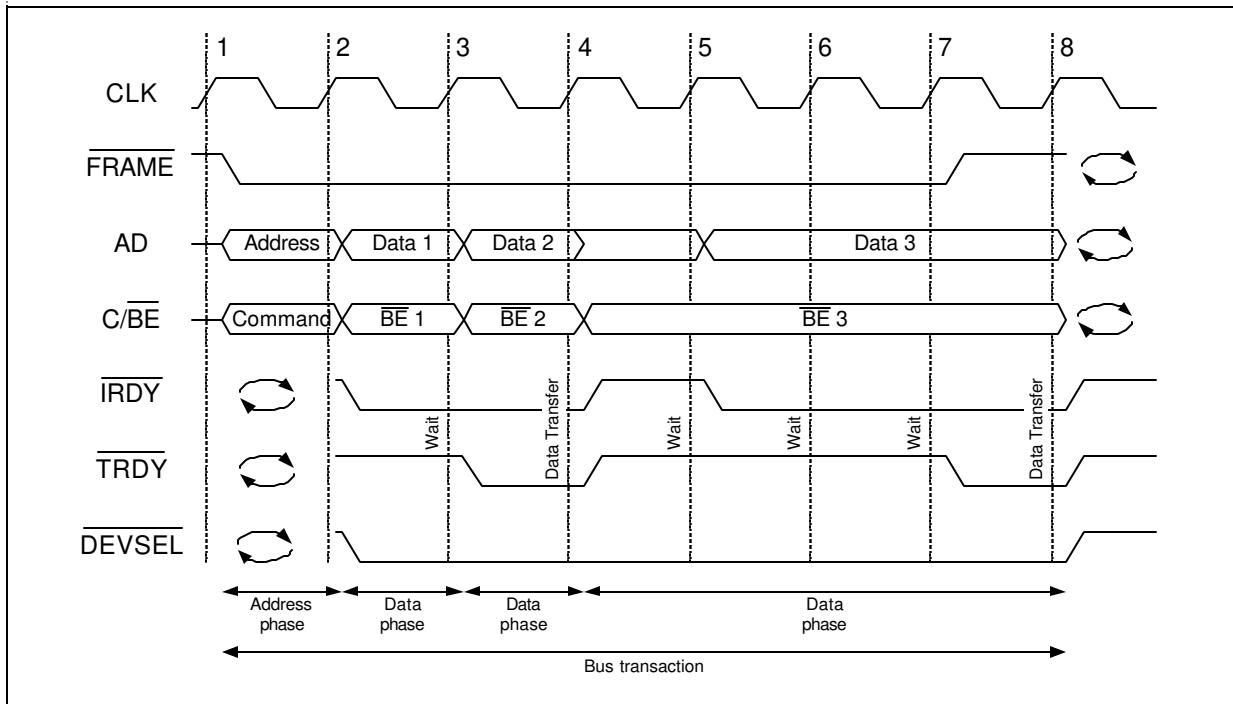 1 2 3 4 5 6 7 8
CLK
FRAME
AD Address Data 1 Data 2 Data 3
C/BE Command BE 1 BE 2 BE 3
IRDY
Wait Data Transfer Wait Wait Wait Data Transfer
TRDY
DEVSEL
Address phase
Data phase
Data phase
Data phase
Bus transaction